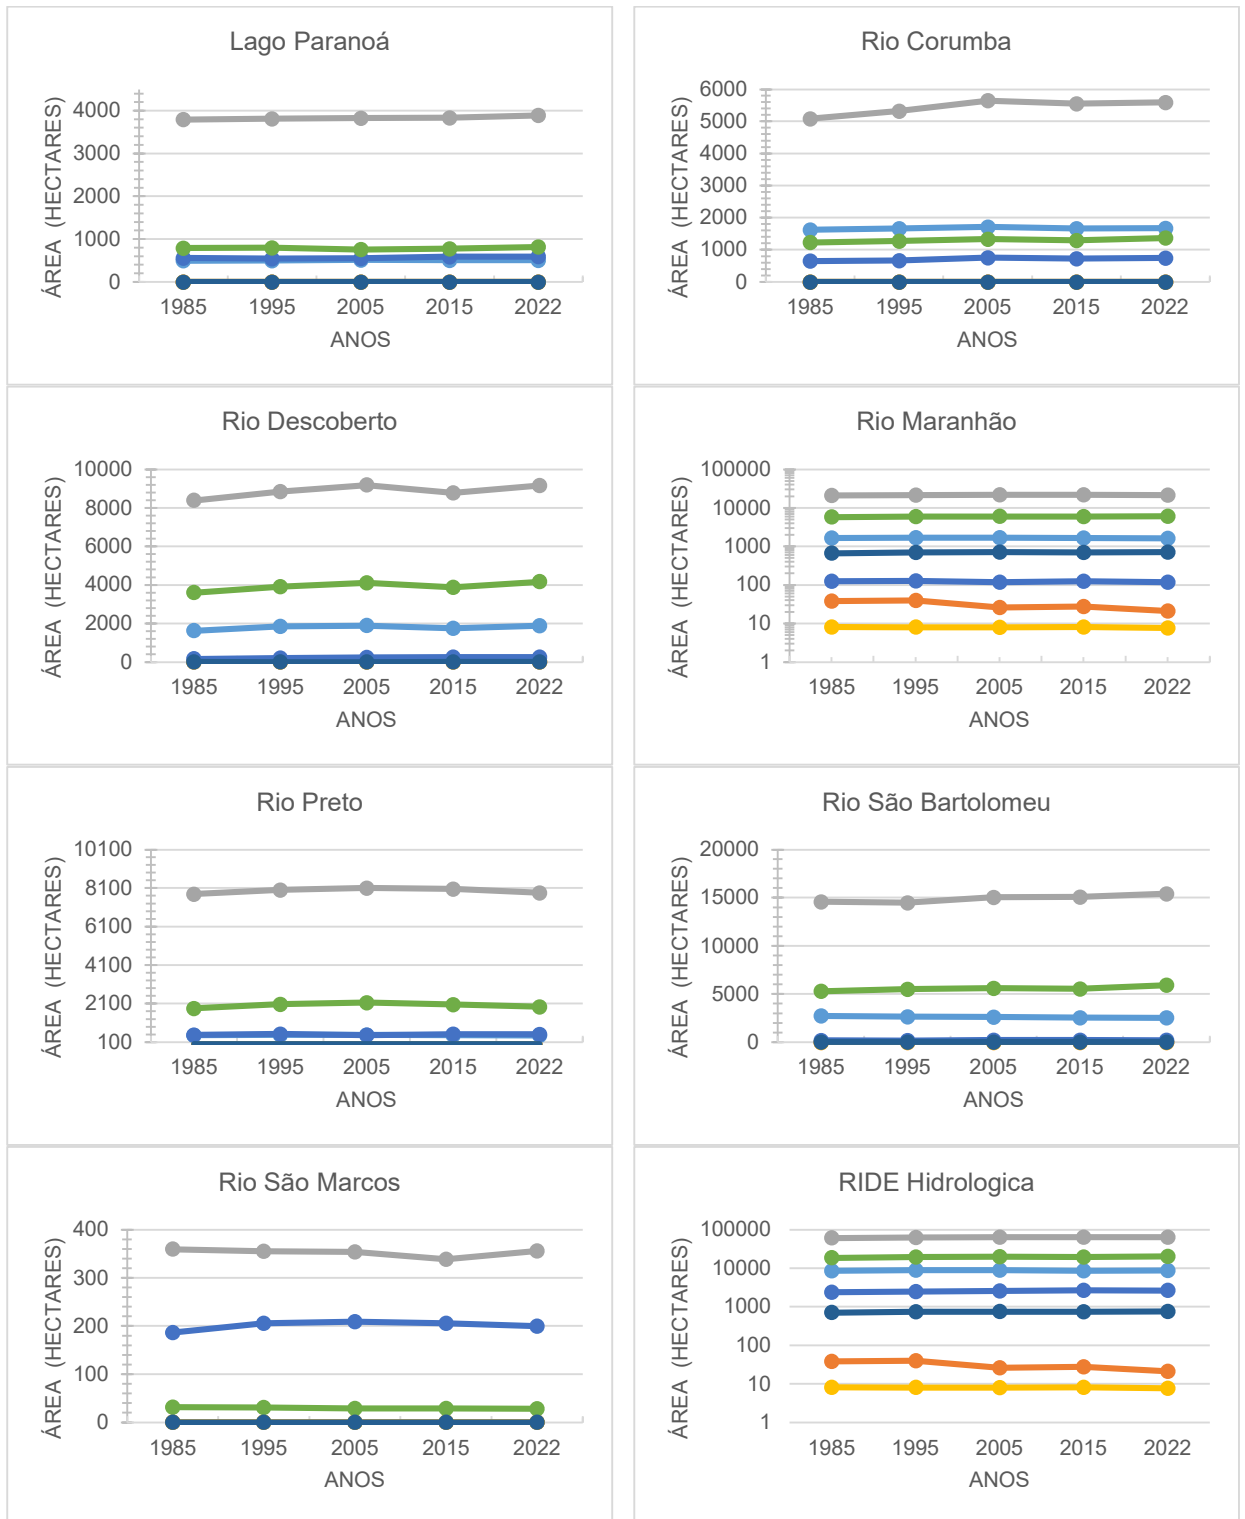 Lago Paranoá
ÁREA (HECTARES)
4000
3000
2000
1000
0
1985 1995 2005 2015 2022
ANOS
Rio Corumba
ÁREA (HECTARES)
6000
5000
4000
3000
2000
1000
0
1985 1995 2005 2015 2022
ANOS
Rio Descoberto
ÁREA (HECTARES)
10000
8000
6000
4000
2000
0
1985 1995 2005 2015 2022
ANOS
Rio Maranhão
ÁREA (HECTARES)
100000
10000
1000
100
10
1
1985 1995 2005 2015 2022
ANOS
Rio Preto
ÁREA (HECTARES)
10100
8100
6100
4100
2100
100
1985 1995 2005 2015 2022
ANOS
Rio São Bartolomeu
ÁREA (HECTARES)
20000
15000
10000
5000
0
1985 1995 2005 2015 2022
ANOS
Rio São Marcos
ÁREA (HECTARES)
400
300
200
100
0
1985 1995 2005 2015 2022
ANOS
RIDE Hidrologica
ÁREA (HECTARES)
100000
10000
1000
100
10
1
1985 1995 2005 2015 2022
ANOS